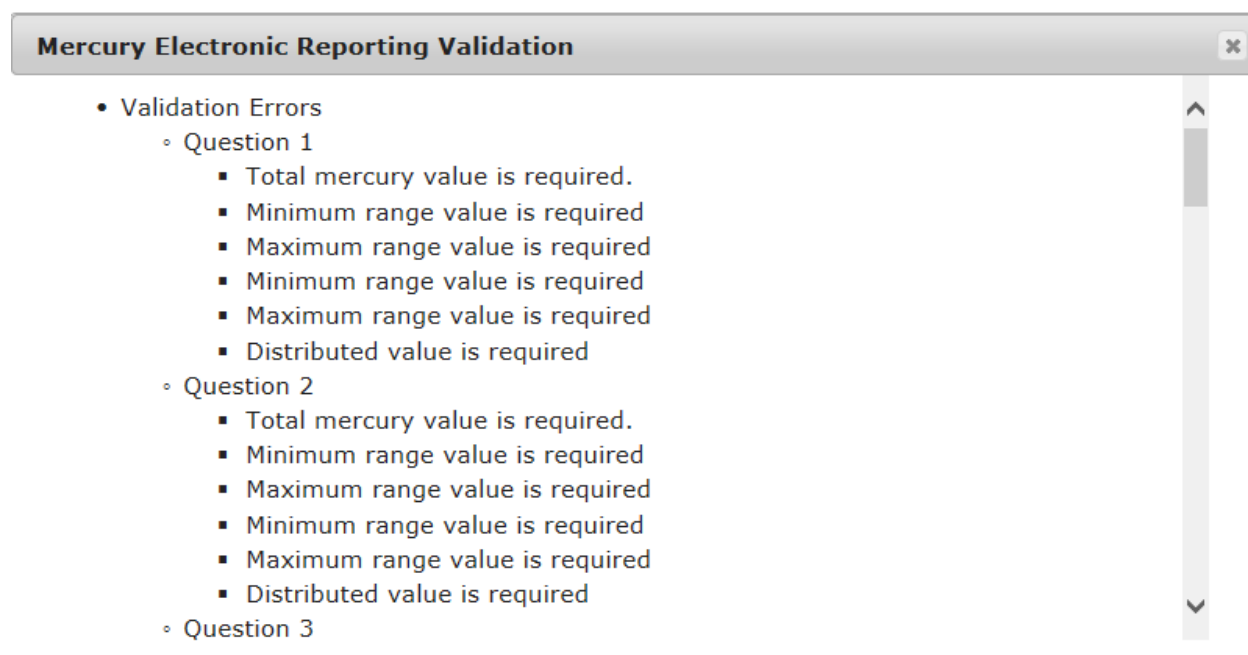 Mercury Electronic Reporting Validation
Validation Errors
Question 1
Total mercury value is required.
Minimum range value is required
Maximum range value is required
Minimum range value is required
Maximum range value is required
Distributed value is required
Question 2
Total mercury value is required.
Minimum range value is required
Maximum range value is required
Minimum range value is required
Maximum range value is required
Distributed value is required
Question 3